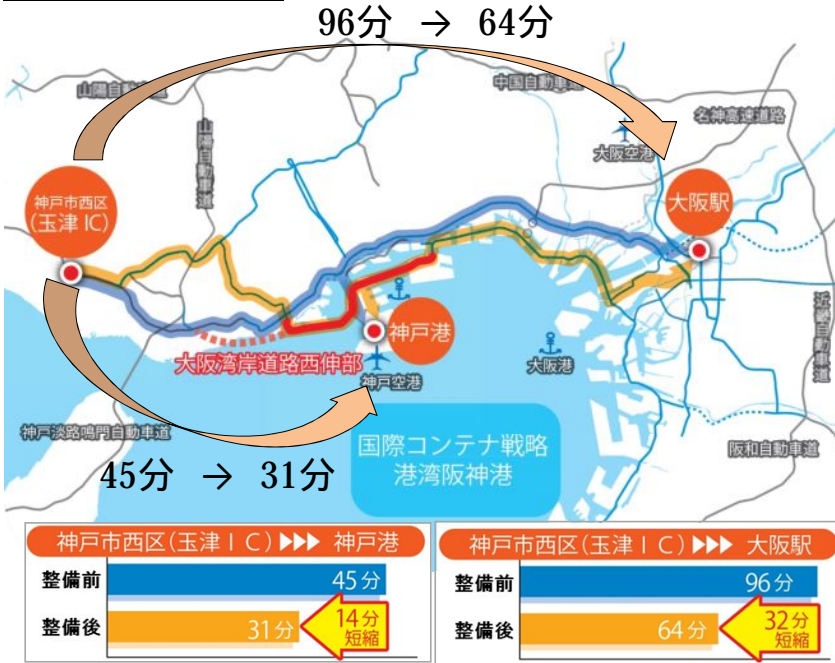 96分 → 64分
山陽自動車道
中国自動車道
名神高速道路
山陽自動車道
大阪空港
神戸市西区
(玉津 IC)
大阪駅
神戸港
近畿自動車道
大阪湾岸道路西伸部
神戸空港
大阪港
神戸淡路鳴門自動車道
国際コンテナ戦略
港湾阪神港
阪和自動車道
45分 → 31分
神戸市西区(玉津IC)▶▶▶ 神戸港
整備前
45分
整備後
31分
14分
短縮
神戸市西区(玉津IC)▶▶▶ 大阪駅
整備前
96分
整備後
64分
32分
短縮